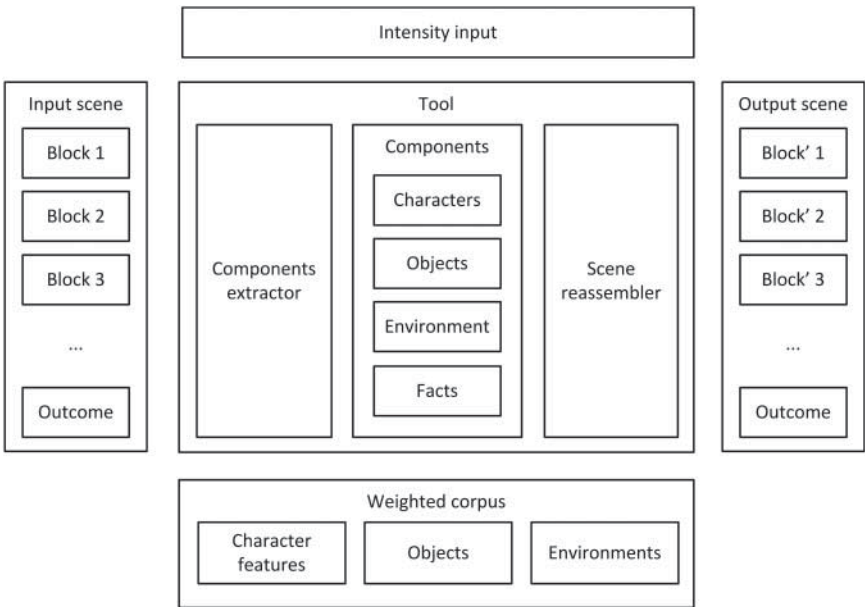 Intensity input
Input scene
Block 1
Block 2
Block 3
...
Outcome
Tool
Components
extractor
Components
Characters
Objects
Environment
Facts
Scene
reassembler
Output scene
Block' 1
Block' 2
Block' 3
...
Outcome
Weighted corpus
Character
features
Objects
Environments